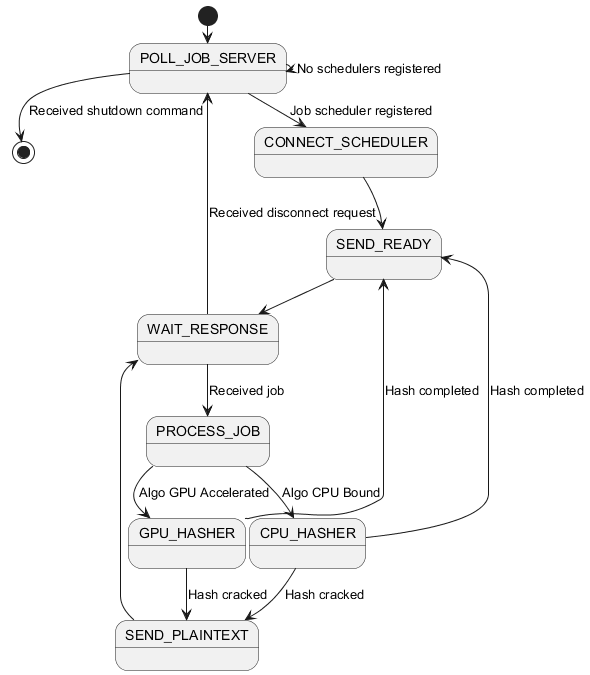 POLL_JOB_SERVER
No schedulers registered
Received shutdown command
Job scheduler registered
CONNECT_SCHEDULER
Received disconnect request
SEND_READY
WAIT_RESPONSE
Received job
Hash completed
Hash completed
PROCESS_JOB
Algo GPU Accelerated
Algo CPU Bound
GPU_HASHER
CPU_HASHER
Hash cracked
Hash cracked
SEND_PLAINTEXT